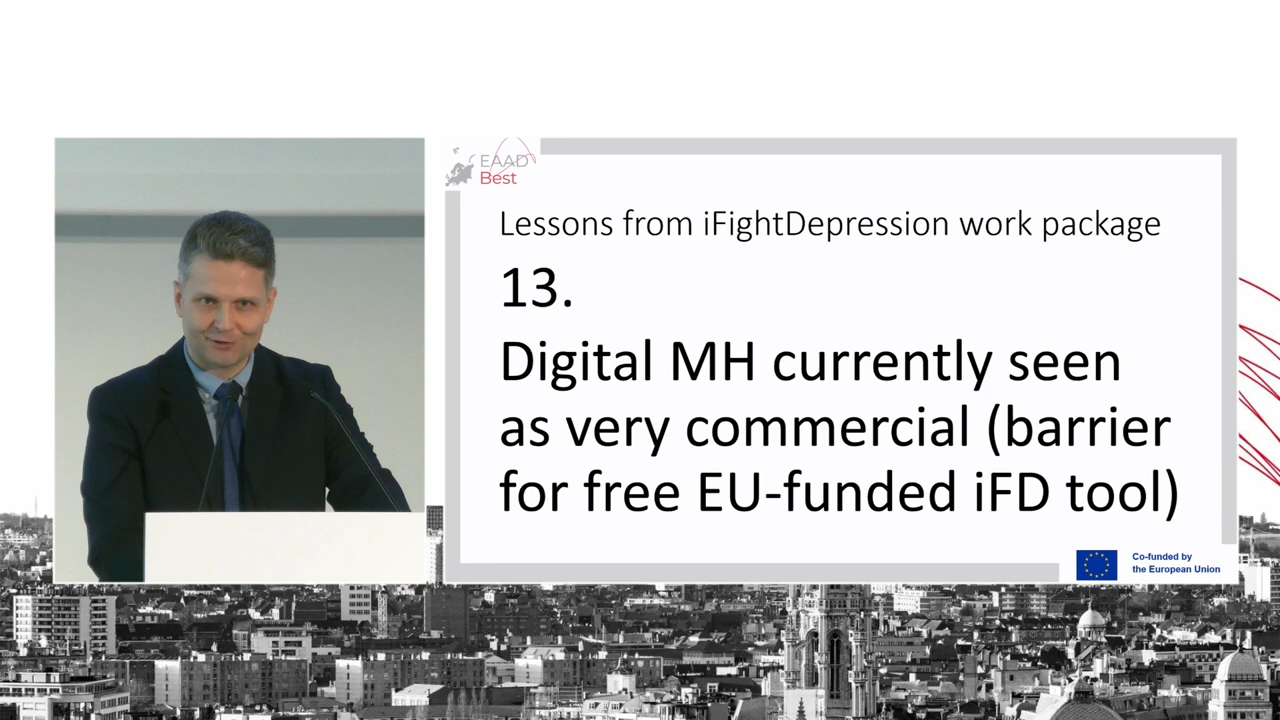 EAAD
Best
Lessons from iFightDepression work package
13.
Digital MH currently seen
as very commercial (barrier
for free EU-funded iFD tool)
Co-funded by
the European Union